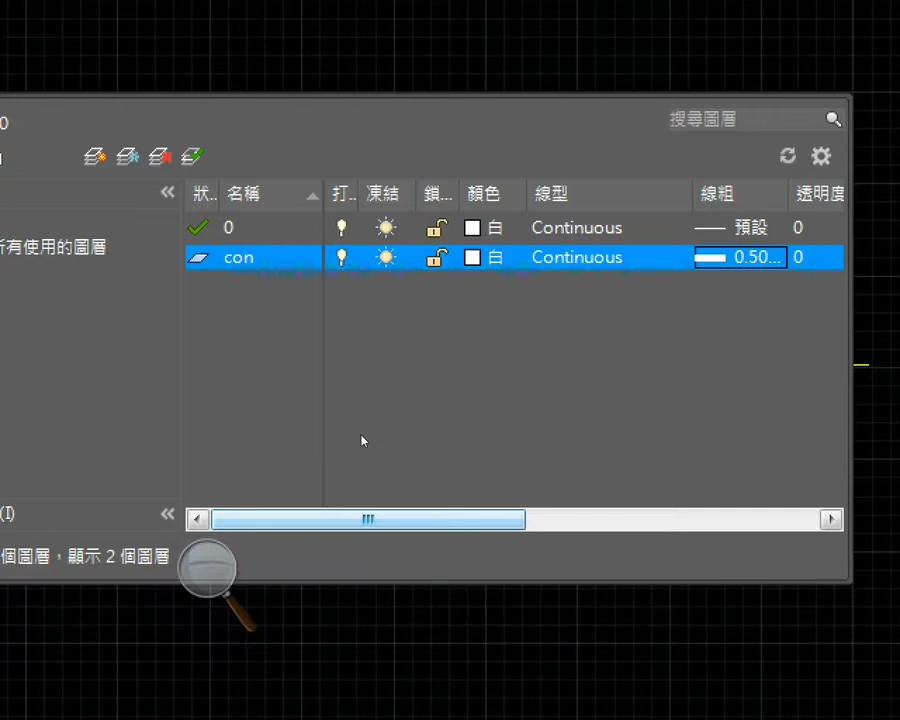 0
搜尋圖層
狀.. 名稱 打.. 凍結 鎖... 顏色 線型 線粗 透明度
0 白 Continuous 預設 0
所有使用的圖層
con 白 Continuous 0.50... 0
(I)
個圖層，顯示 2 個圖層